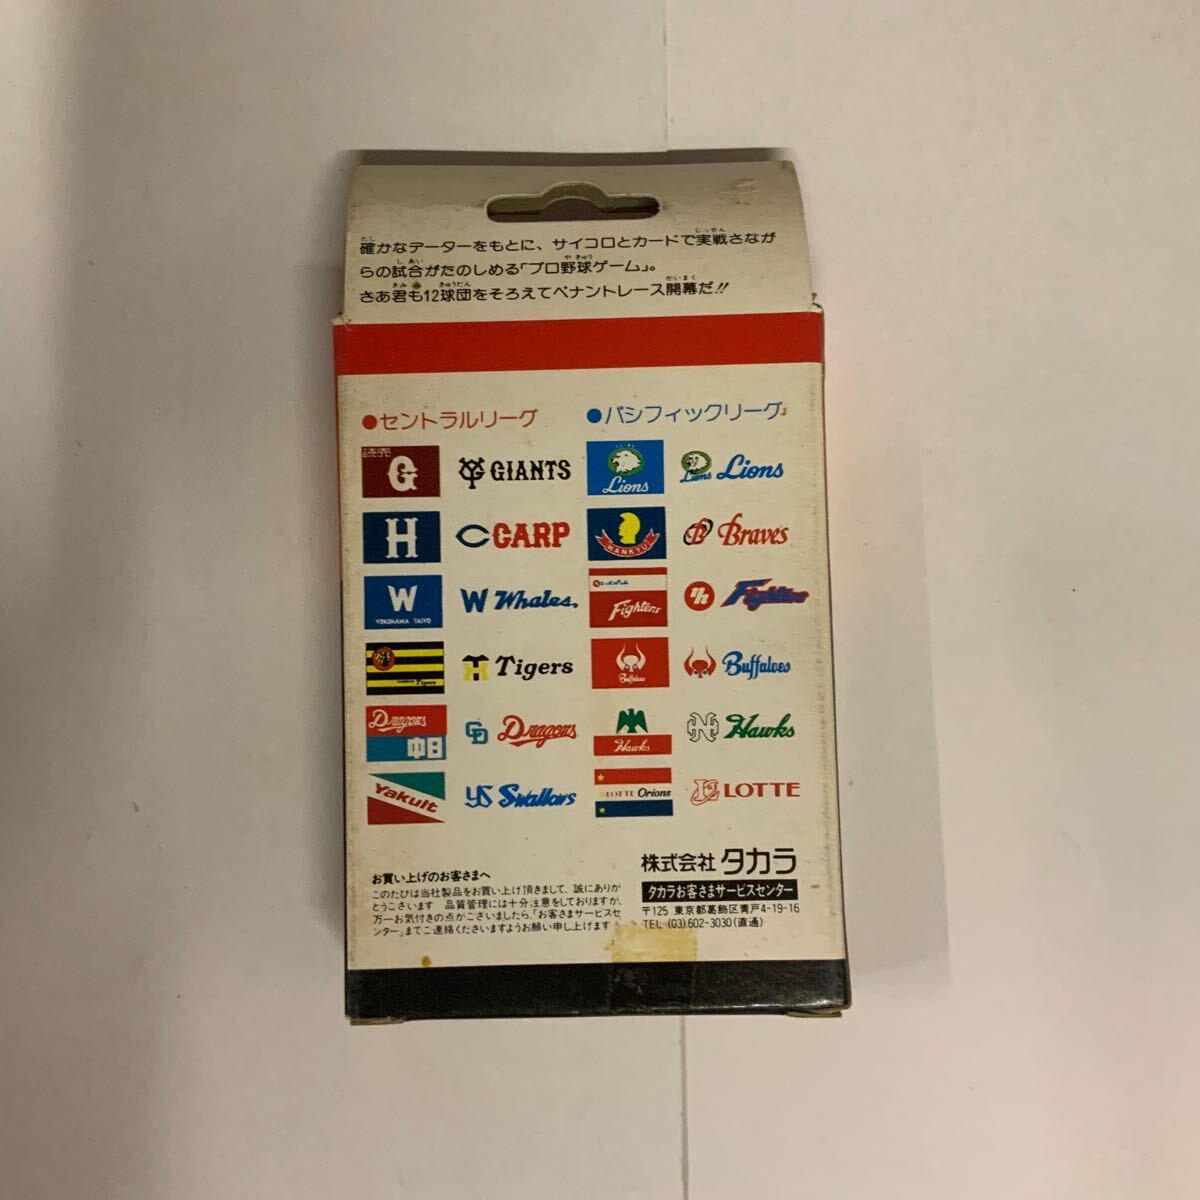 確かなデーターをもとに、サイコロとカードで実戦さなが
らの試合がたのしめる「プロ野球ゲーム」。
さあ君も12球団をそろえてペナントレース開幕だ!!
●セントラルリーグ
●パシフィックリーグ
G
GIANTS
Lions
Lions
Lions
H
C
CARP
HANKYU
B
Braves
W
YOKOHAMA TAIYO
W
Whales.
Fighters
Fighters
Tigers
Tigers
Buffaloes
Buffaloes
Dragons
中日
CD
Dragons
Hawks
NH
Hawks
Yakult
YS
Swallows
LOTTE Orions
LOTTE
お買い上げのお客さまへ
このたびは当社製品をお買い上げ頂きまして、誠にありが
とうこざいます　品質管理には十分注意をしておりますが、
万一お気付きの点がございましたら、「お客さまサービスセ
ンター」までご連絡くださいますようお願い申し上げます
株式会社 タカラ
タカラお客さまサービスセンター
〒125 東京都葛飾区青戸4-19-16
TEL (03)602-3030(直通)